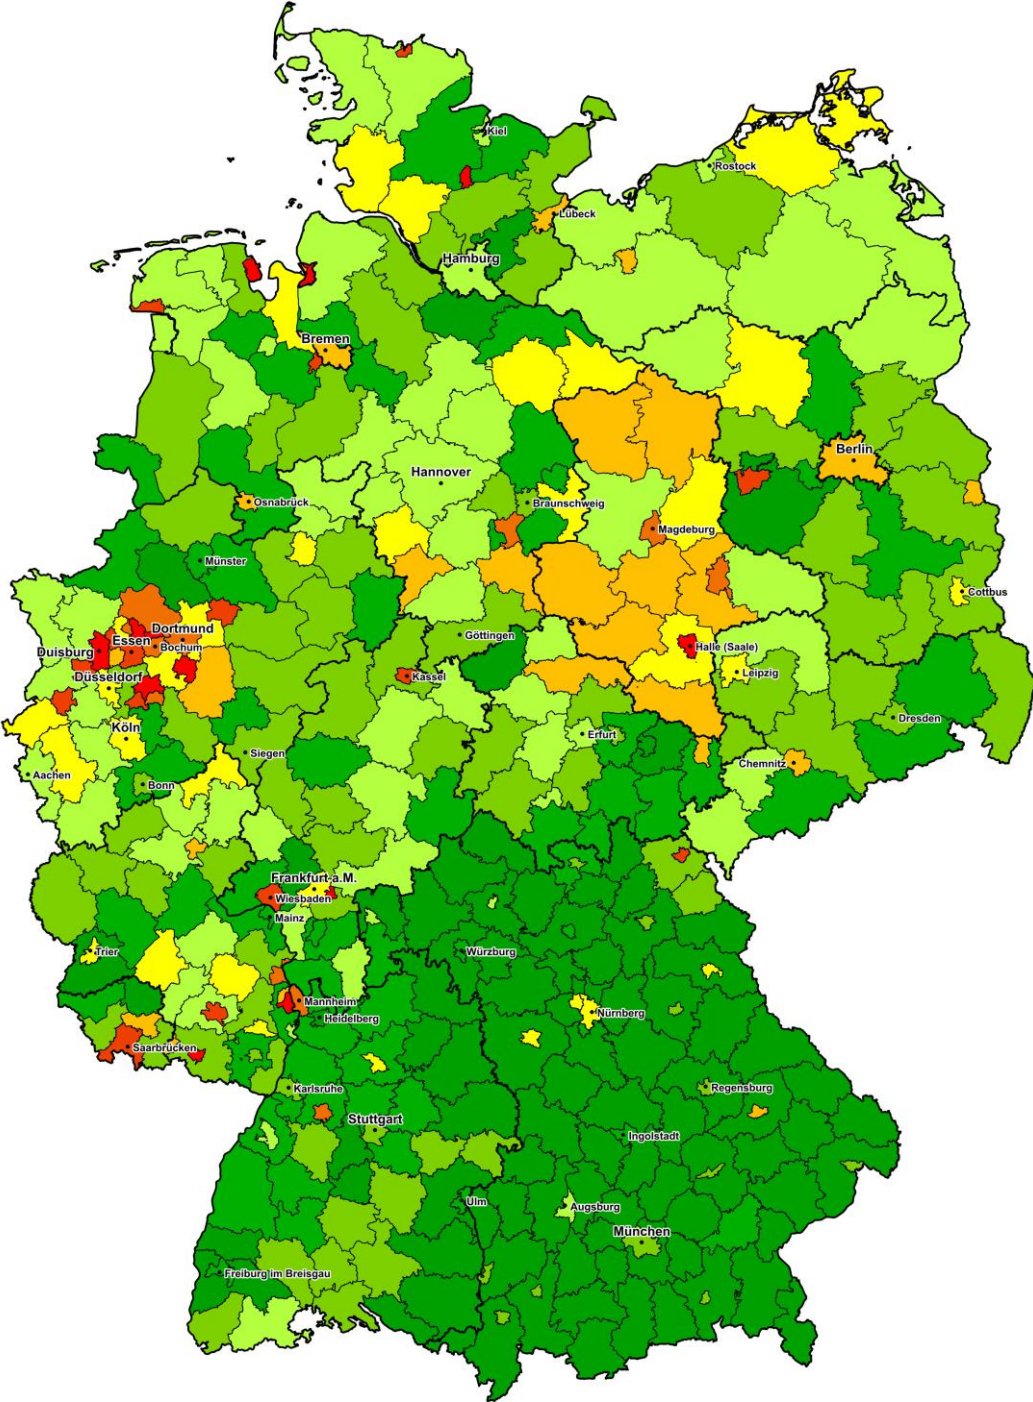 Kiel
Rostock
Lübeck
Hamburg
Bremen
Berlin
Hannover
Osnabrück
Braunschweig
Magdeburg
Münster
Cottbus
Dortmund
Essen
Bochum
Duisburg
Göttingen
Halle (Saale)
Kassel
Leipzig
Düsseldorf
Dresden
Köln
Erfurt
Siegen
Chemnitz
Aachen
Bonn
Frankfurt a.M.
Wiesbaden
Mainz
Trier
Würzburg
Mannheim
Nürnberg
Heidelberg
Saarbrücken
Karlsruhe
Regensburg
Stuttgart
Ingolstadt
Ulm
Augsburg
München
Freiburg im Breisgau